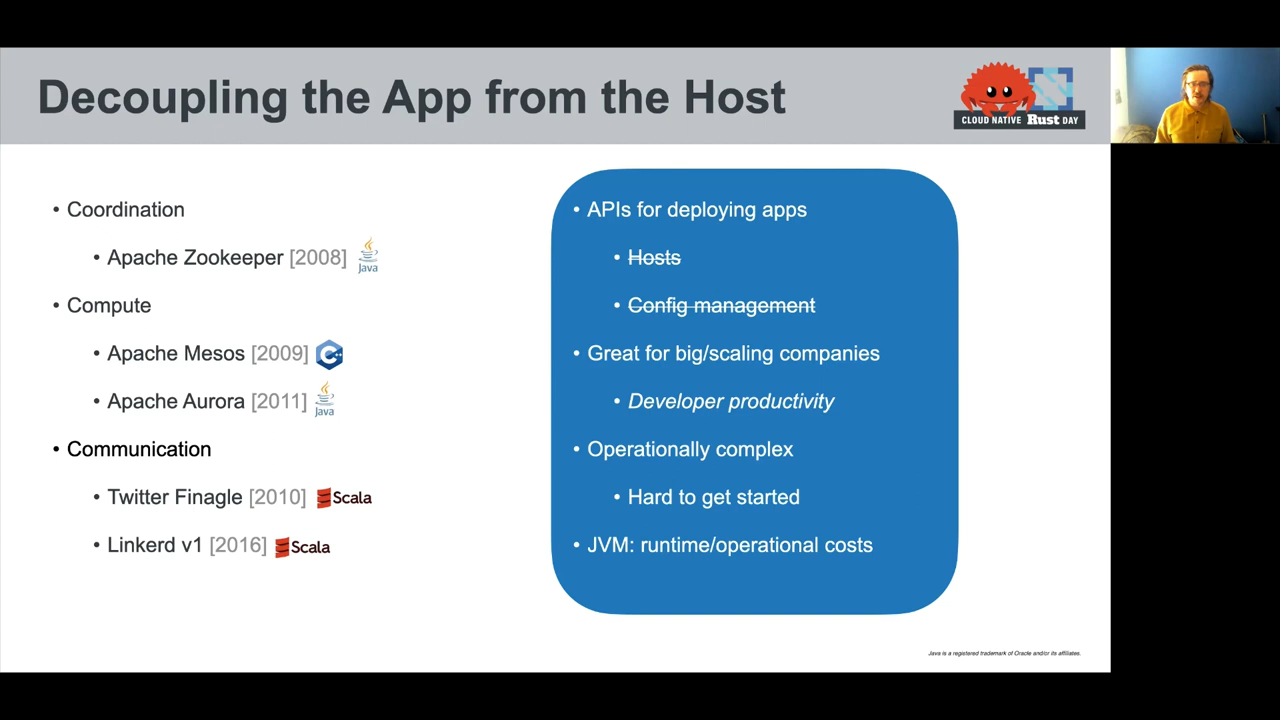 Decoupling the App from the Host
CLOUD NATIVE Rust DAY
• Coordination
• Apache Zookeeper [2008] Java
• Compute
• Apache Mesos [2009] C++
• Apache Aurora [2011] Java
• Communication
• Twitter Finagle [2010] Scala
• Linkerd v1 [2016] Scala
• APIs for deploying apps
• Hosts
• Config management
• Great for big/scaling companies
• Developer productivity
• Operationally complex
• Hard to get started
• JVM: runtime/operational costs
Java is a registered trademark of Oracle and/or its affiliates.